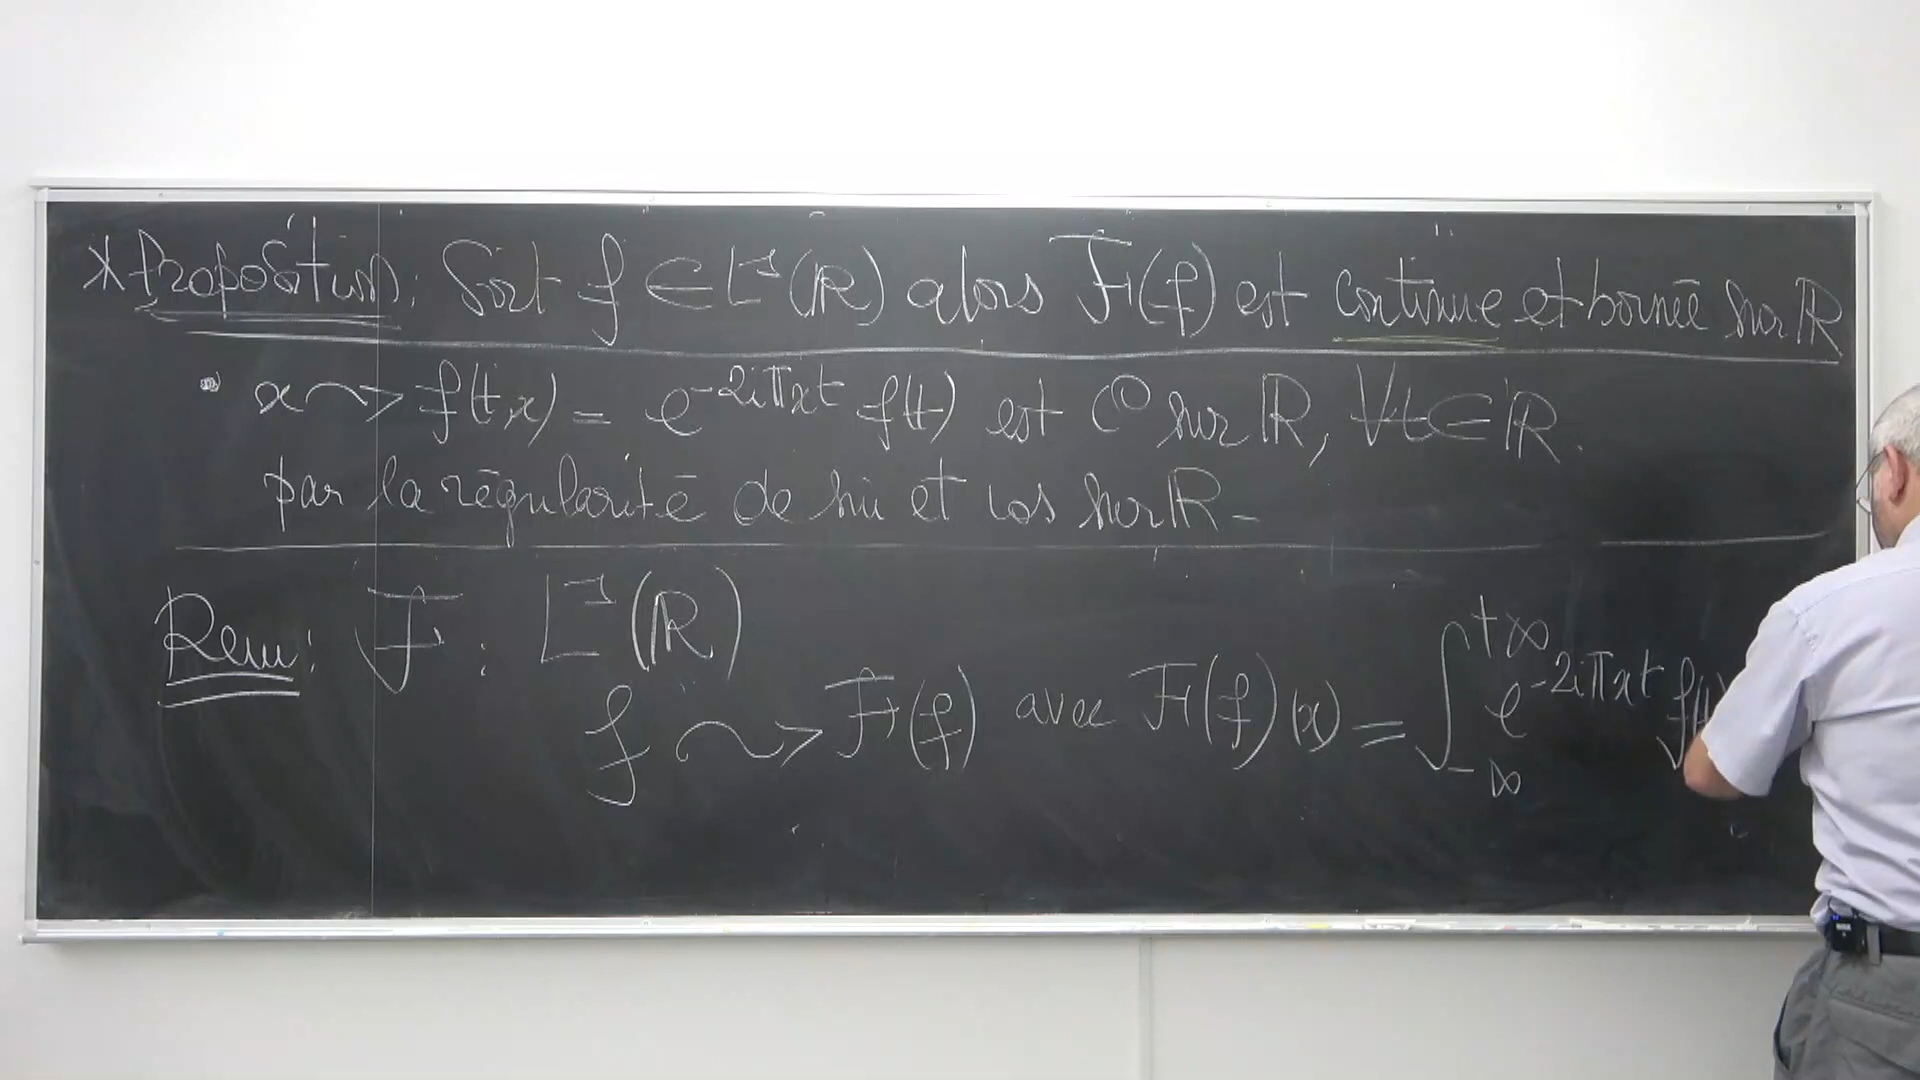 * Proposition : Soit f ∈ L¹(ℝ) alors F(f) est continue et bornée sur ℝ
• x ⇝ f(t,x) = e^{-2iπxt} f(t) est C⁰ sur ℝ, ∀t∈ℝ.
par la régularité de sin et cos sur ℝ -
Rem : F : L¹(ℝ)
f ⇝ F(f) avec F(f)(x) = ∫_{-∞}^{+∞} e^{-2iπxt} f(t